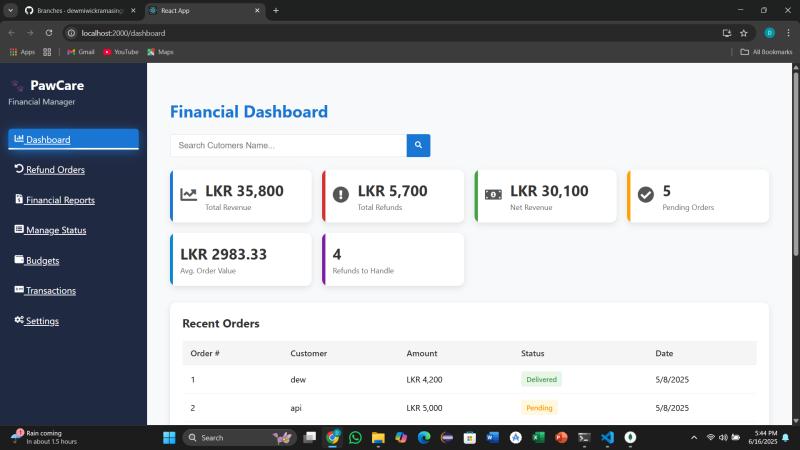 Branches - dewmiwickramasing
React App
localhost:2000/dashboard
D
Apps
Gmail
YouTube
Maps
All Bookmarks
PawCare
Financial Manager
Dashboard
Refund Orders
Financial Reports
Manage Status
Budgets
Transactions
Settings
Financial Dashboard
Search Cutomers Name...
LKR 35,800
Total Revenue
LKR 5,700
Total Refunds
LKR 30,100
Net Revenue
5
Pending Orders
LKR 2983.33
Avg. Order Value
4
Refunds to Handle
Recent Orders
Order # Customer Amount Status Date
1 dew LKR 4,200 Delivered 5/8/2025
2 api LKR 5,000 Pending 5/8/2025
1
Rain coming
In about 1.5 hours
Search
5:44 PM
6/16/2025